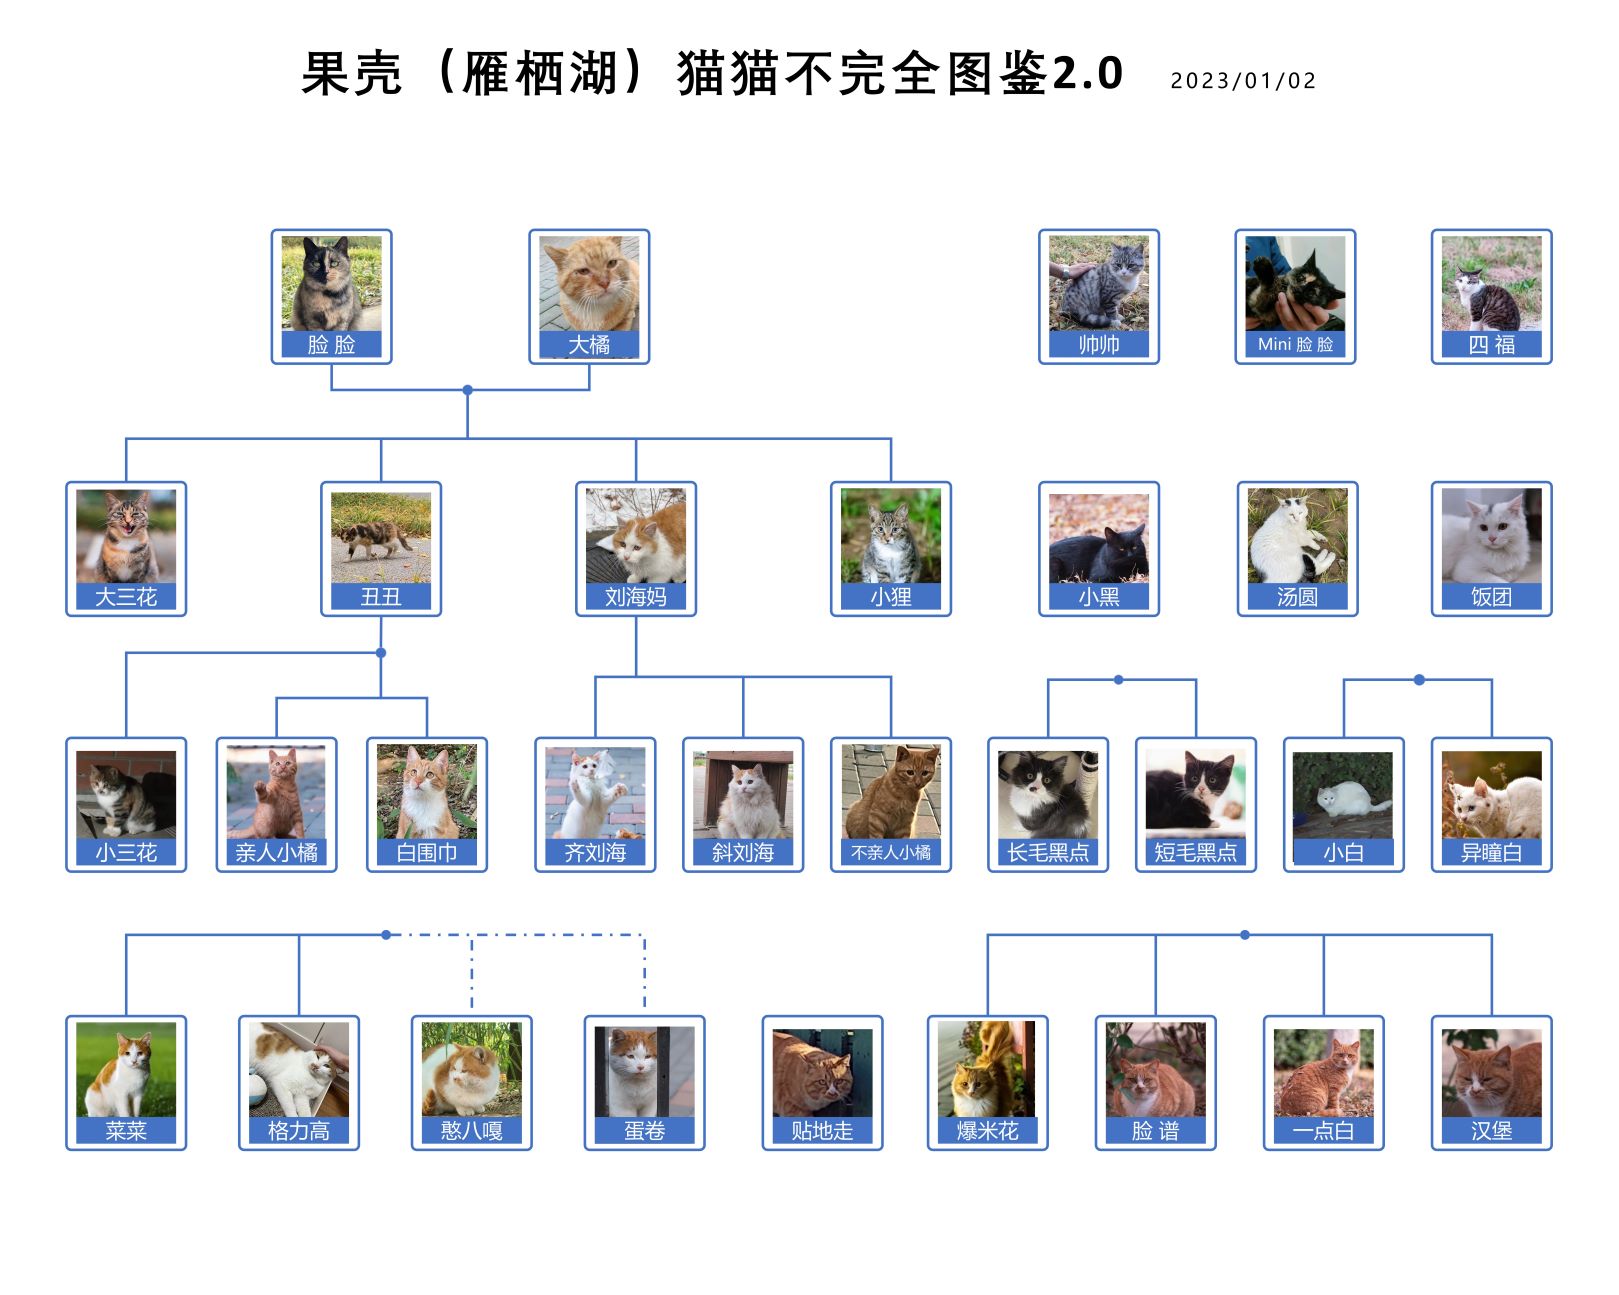 果壳（雁栖湖）猫猫不完全图鉴2.0 2023/01/02
脸 脸 大橘 帅帅 Mini 脸 脸 四 福
大三花 丑丑 刘海妈 小狸 小黑 汤圆 饭团
小三花 亲人小橘 白围巾 齐刘海 斜刘海 不亲人小橘 长毛黑点 短毛黑点 小白 异瞳白
菜菜 格力高 憨八嘎 蛋卷 贴地走 爆米花 脸 谱 一点白 汉堡